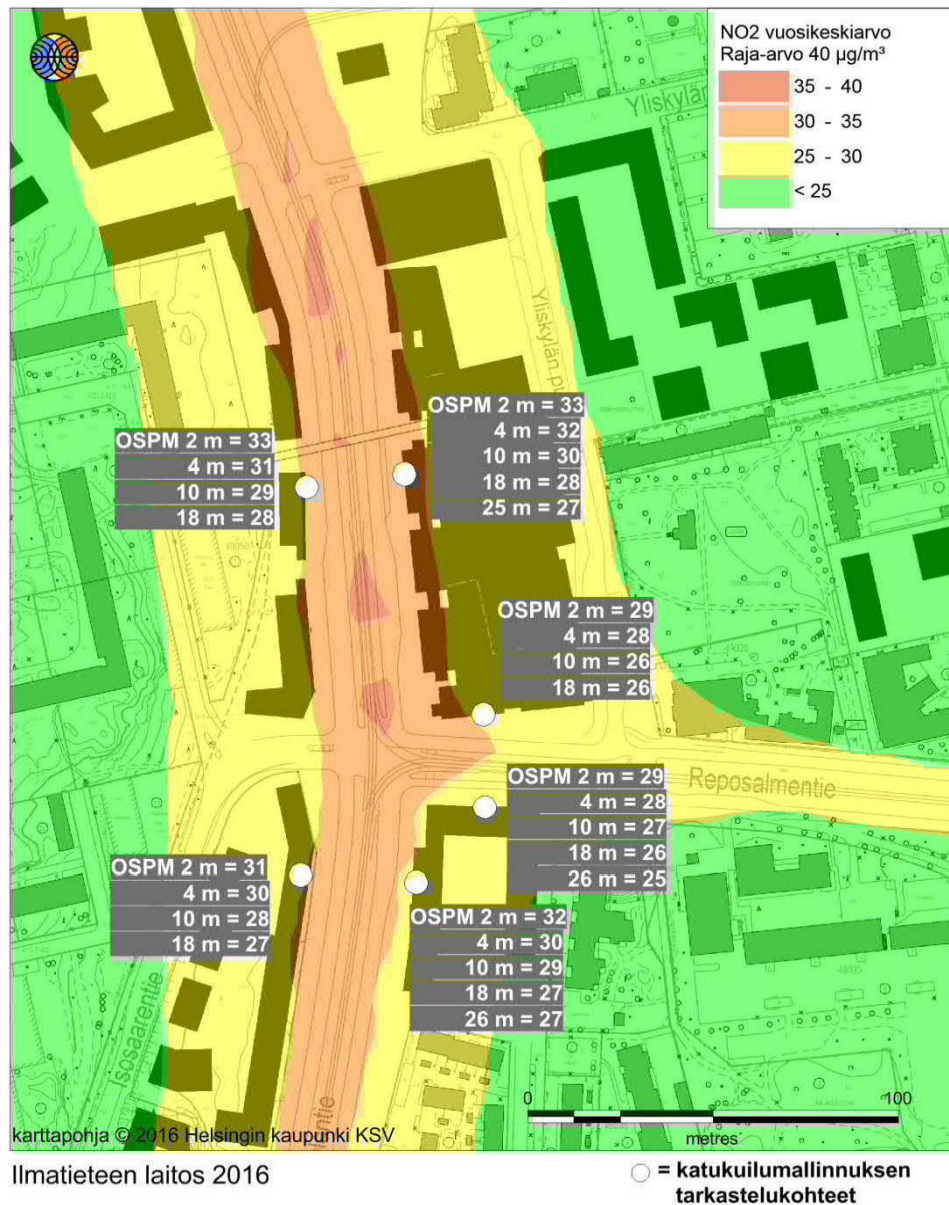 NO2 vuosikeskiarvo
Raja-arvo 40 µg/m³
35 - 40
30 - 35
25 - 30
< 25
Yliskylän
Yliskylän
OSPM 2 m = 33
4 m = 32
10 m = 30
18 m = 28
25 m = 27
OSPM 2 m = 33
4 m = 31
10 m = 29
18 m = 28
OSPM 2 m = 29
4 m = 28
10 m = 26
18 m = 26
Reposalmentie
OSPM 2 m = 29
4 m = 28
10 m = 27
18 m = 26
26 m = 25
OSPM 2 m = 31
4 m = 30
10 m = 28
18 m = 27
OSPM 2 m = 32
4 m = 30
10 m = 29
18 m = 27
26 m = 27
Isosaarentie
ntie
0 100
metres
karttapohja © 2016 Helsingin kaupunki KSV
Ilmatieteen laitos 2016
= katukuilumallinnuksen
tarkastelukohteet